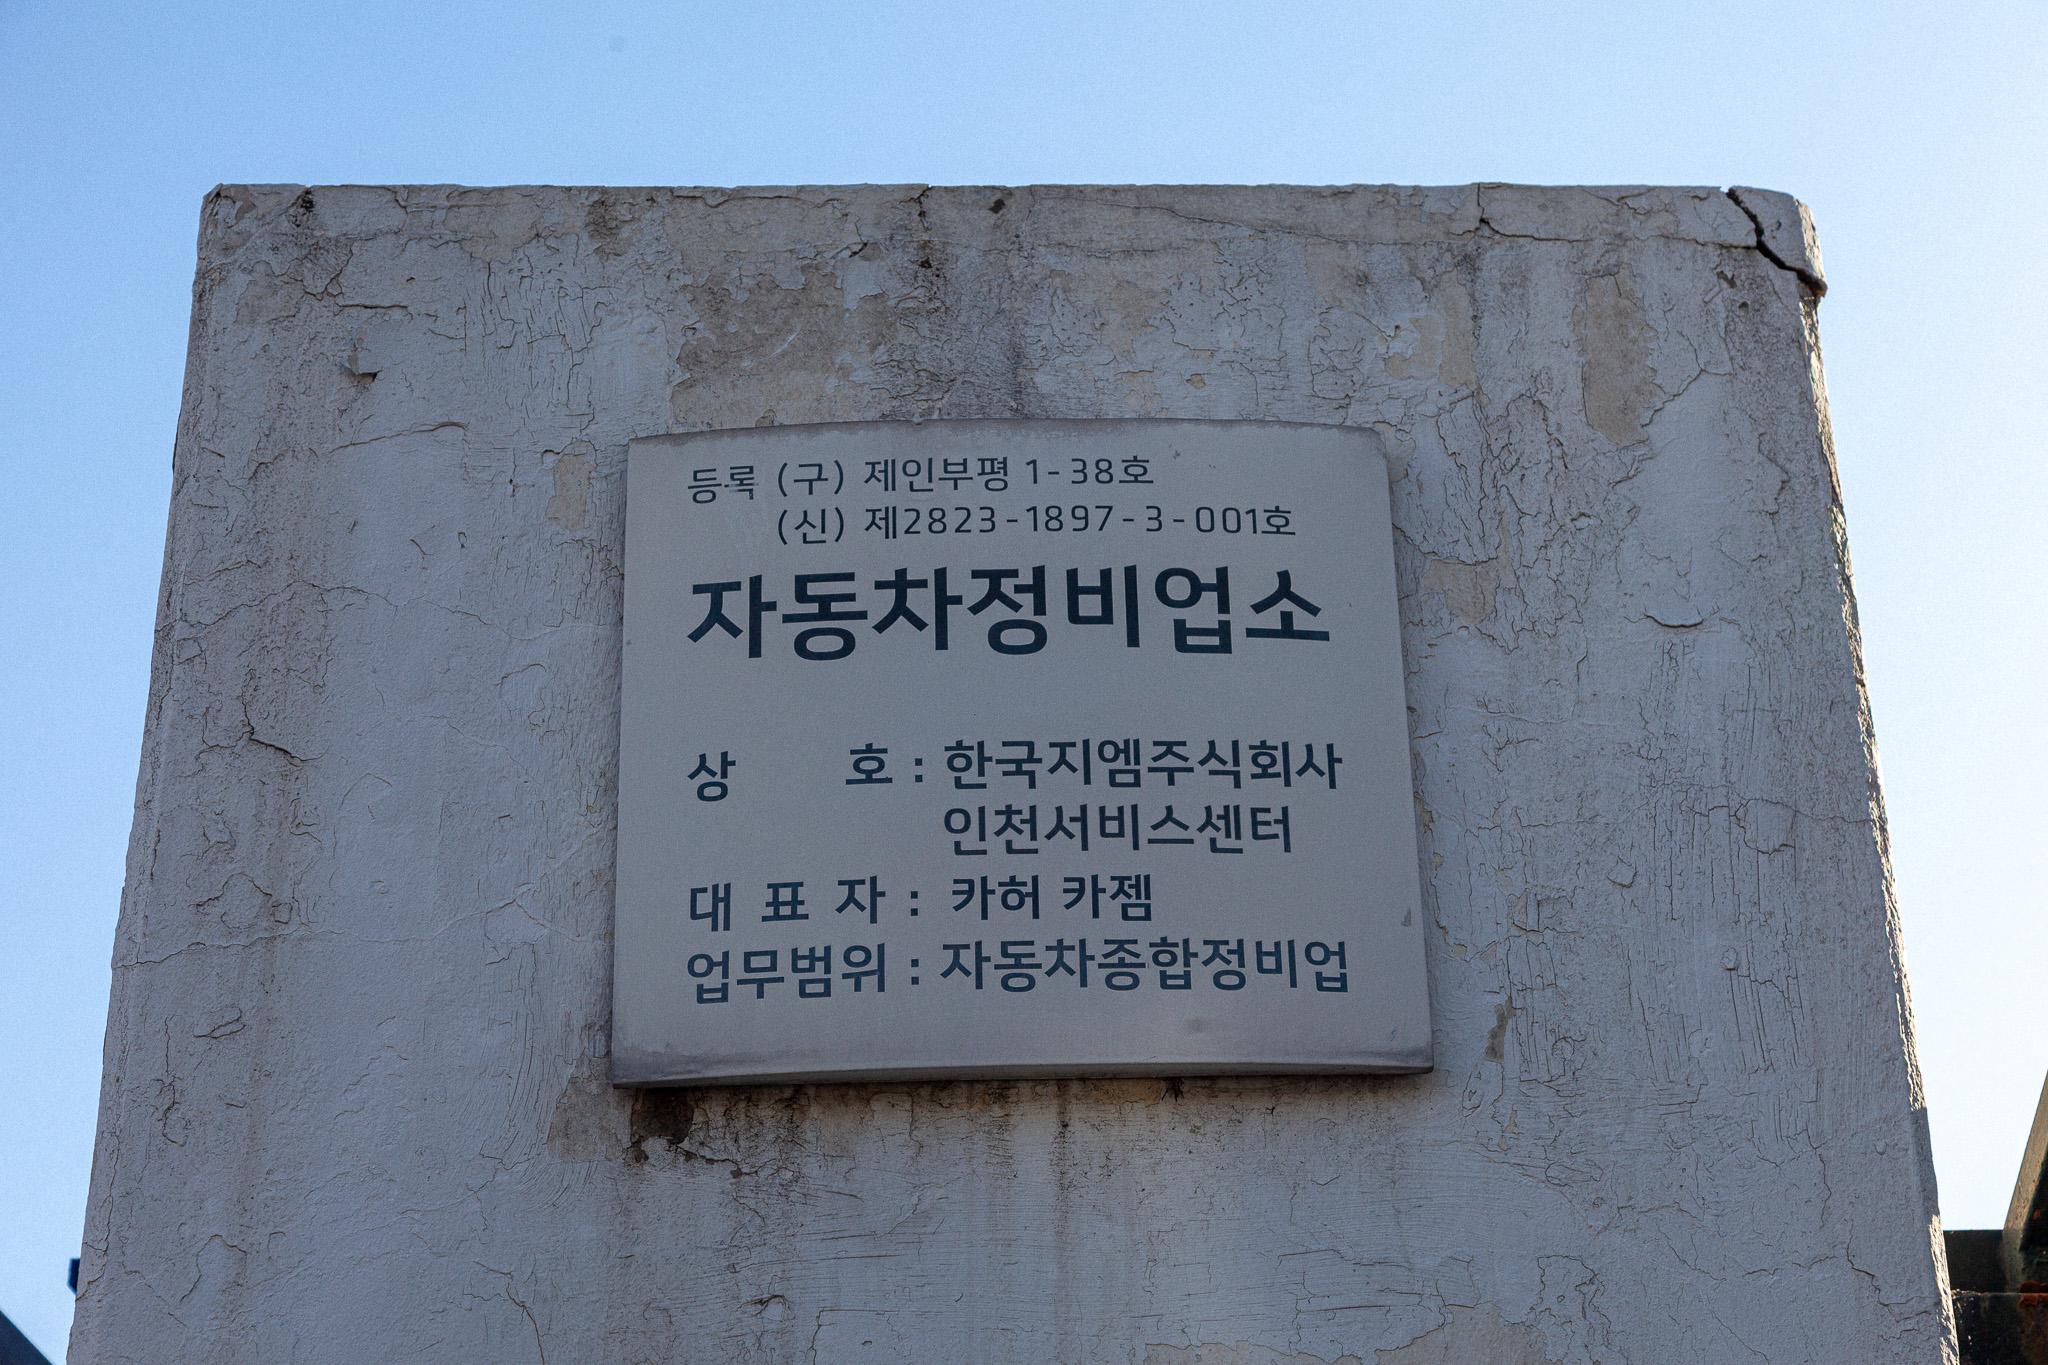 등록 (구) 제인부평 1-38호
(신) 제2823-1897-3-001호
자동차정비업소
상 호 : 한국지엠주식회사
인천서비스센터
대 표 자 : 카허 카젬
업무범위 : 자동차종합정비업